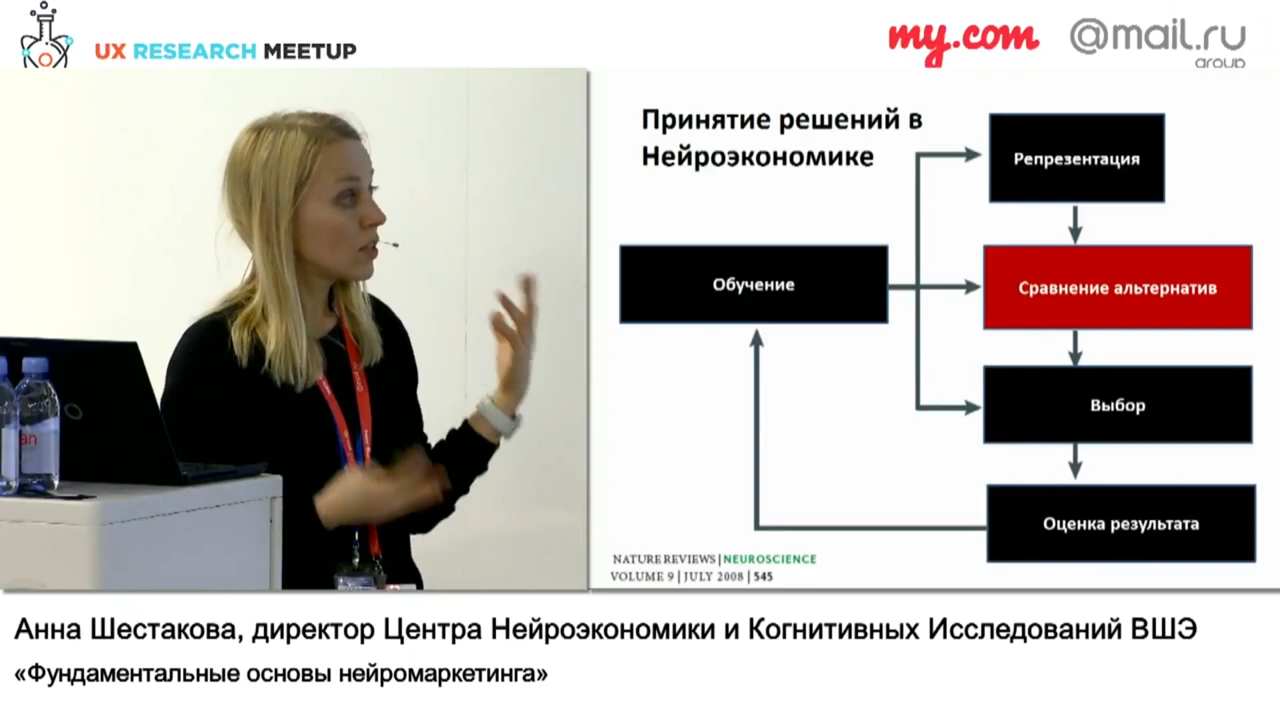 UX RESEARCH MEETUP
my.com
@mail.ru
group
Принятие решений в
Нейроэкономике
Репрезентация
Обучение
Сравнение альтернатив
Выбор
Оценка результата
NATURE REVIEWS | NEUROSCIENCE
VOLUME 9 | JULY 2008 | 545
Анна Шестакова, директор Центра Нейроэкономики и Когнитивных Исследований ВШЭ
«Фундаментальные основы нейромаркетинга»